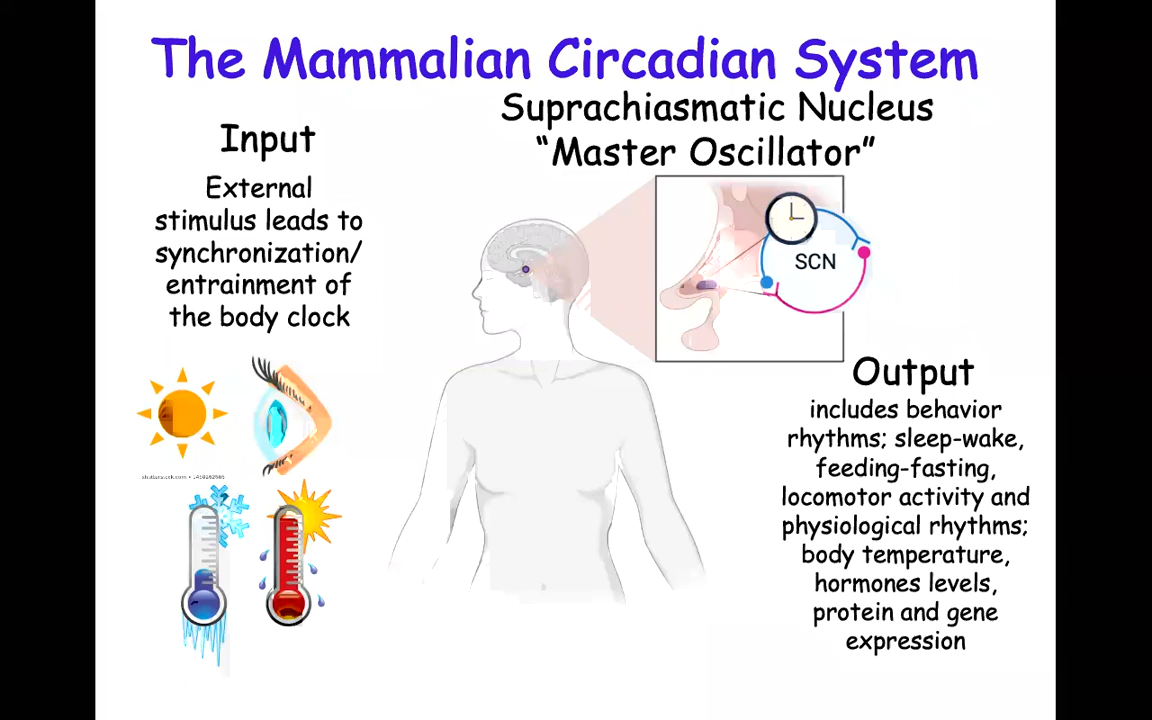 The Mammalian Circadian System
Suprachiasmatic Nucleus
“Master Oscillator”
Input
External
stimulus leads to
synchronization/
entrainment of
the body clock
SCN
Output
includes behavior
rhythms; sleep-wake,
feeding-fasting,
locomotor activity and
physiological rhythms;
body temperature,
hormones levels,
protein and gene
expression